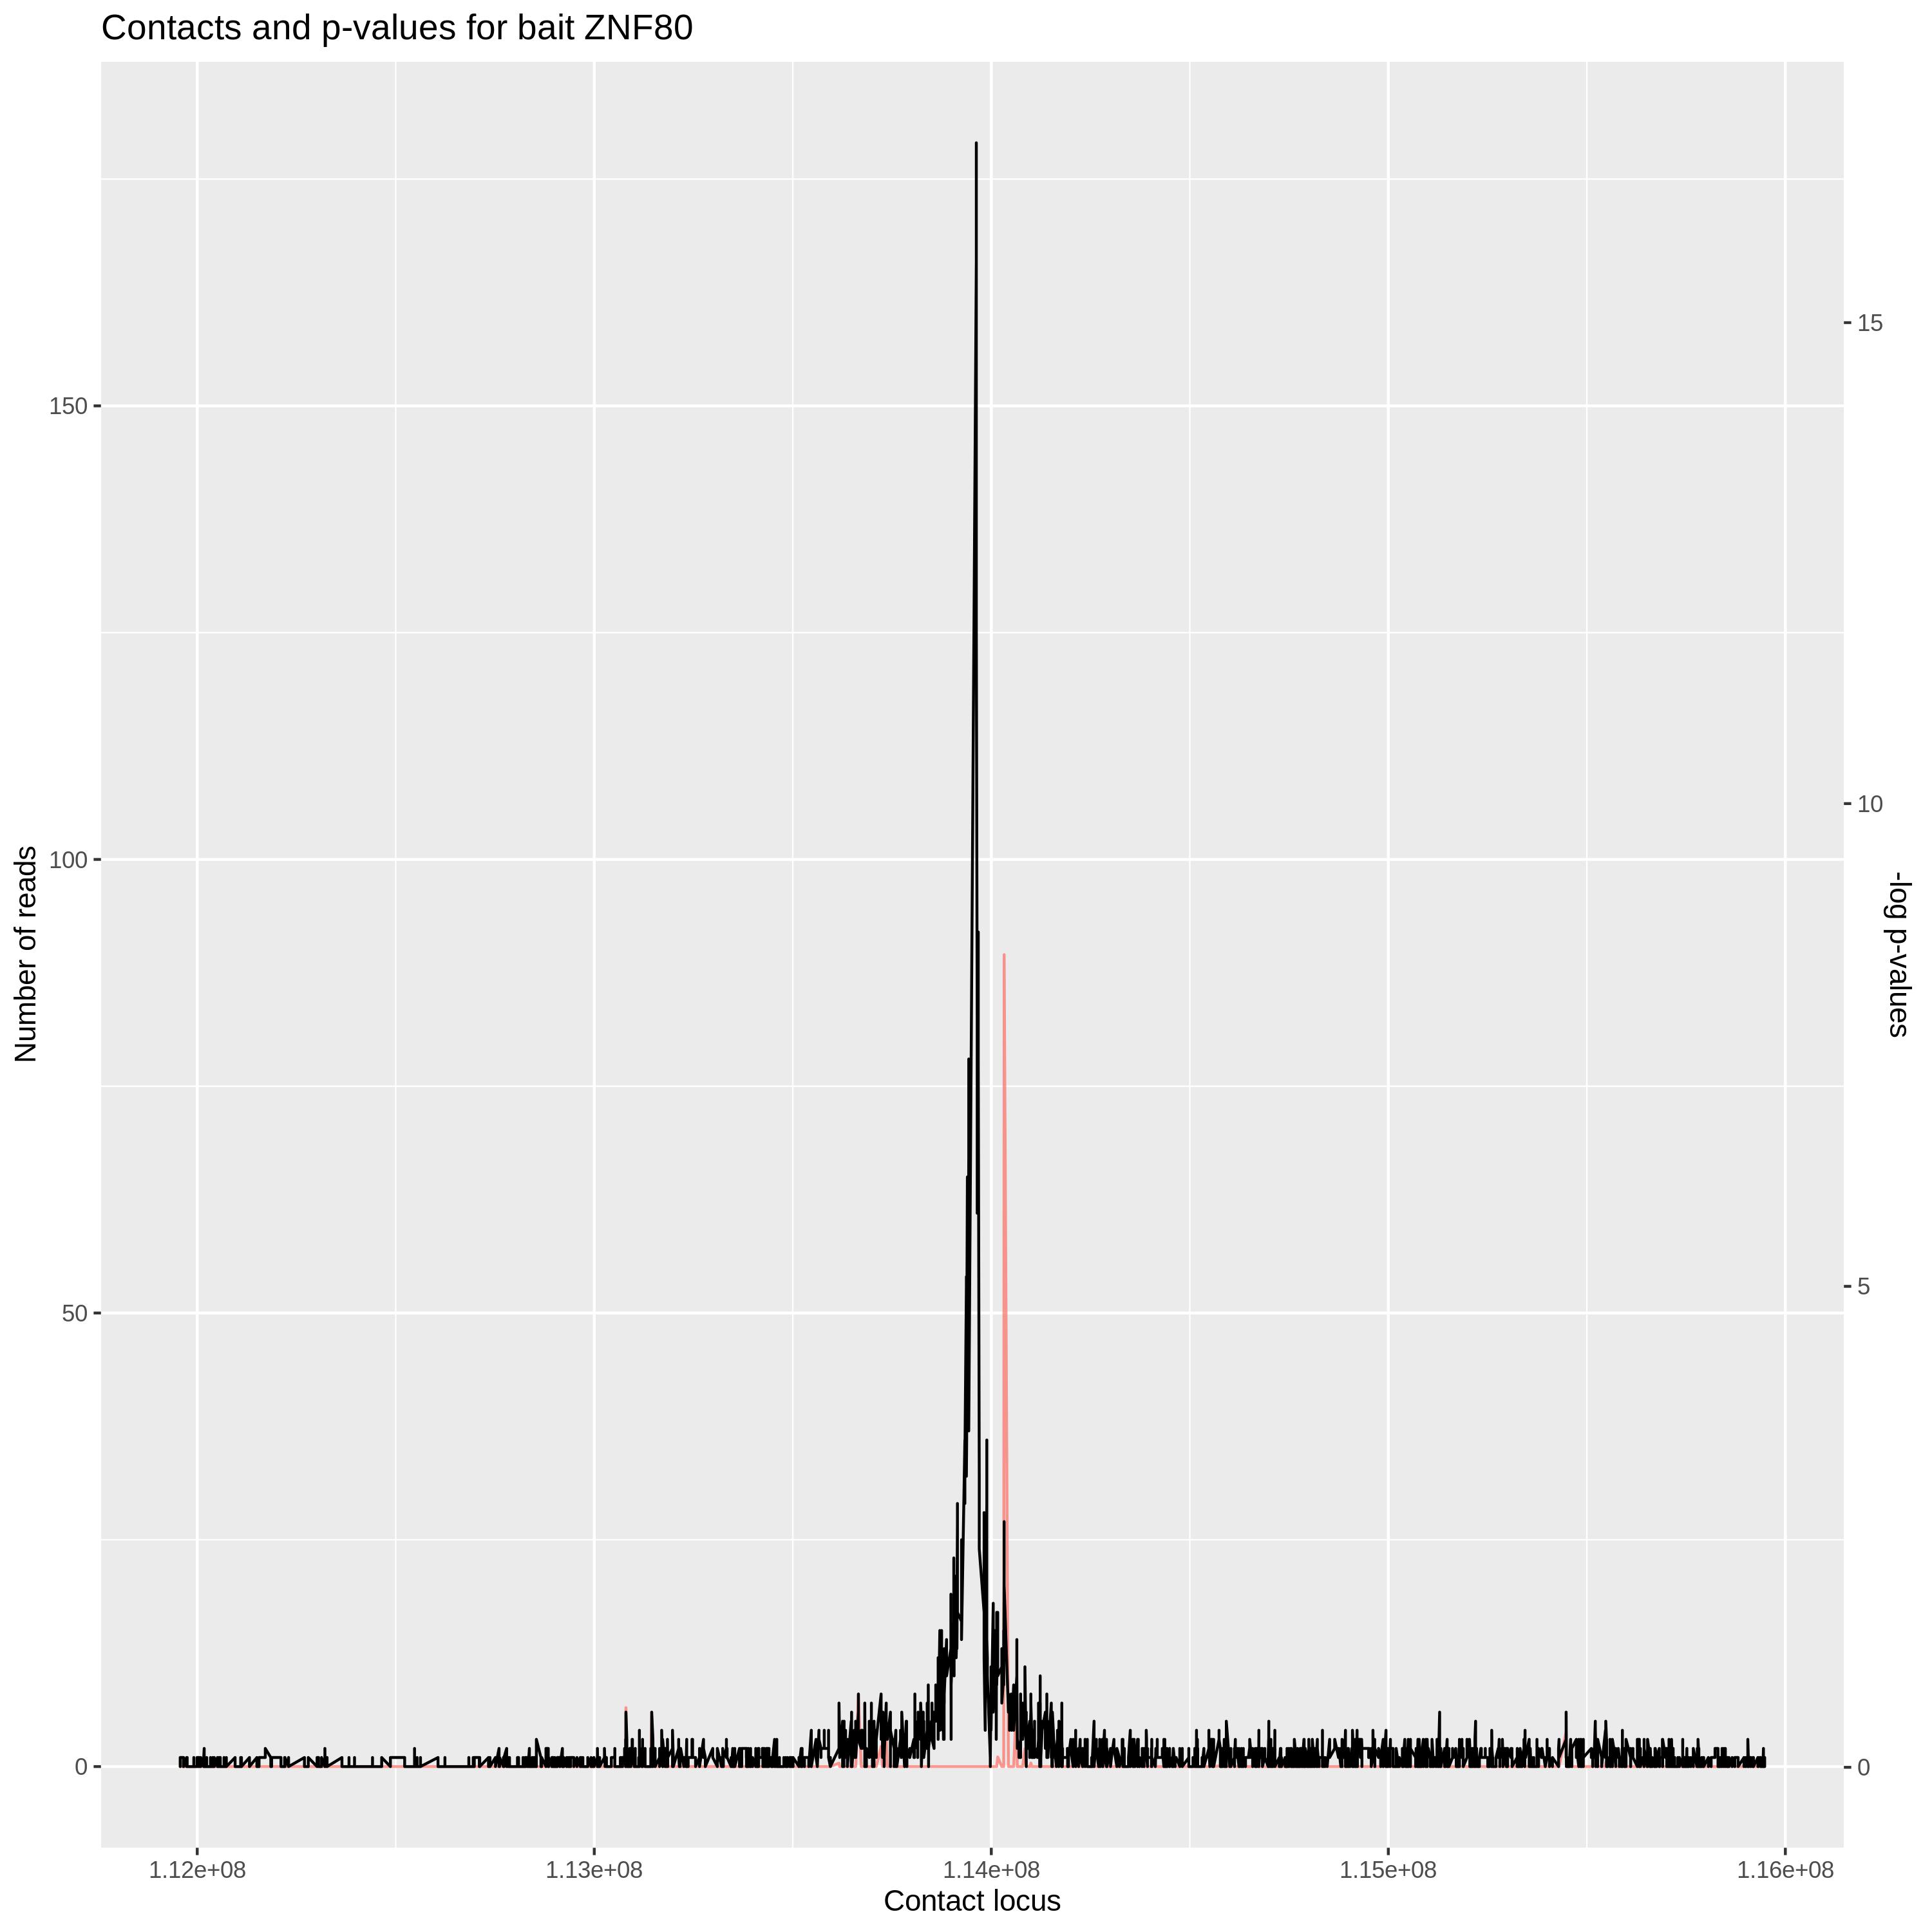 Contacts and p-values for bait ZNF80
Number of reads
150
100
50
0
15
10
5
0
-log p-values
1.12e+08
1.13e+08
1.14e+08
1.15e+08
1.16e+08
Contact locus